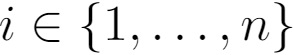 i ∈ {1, . . . , n}